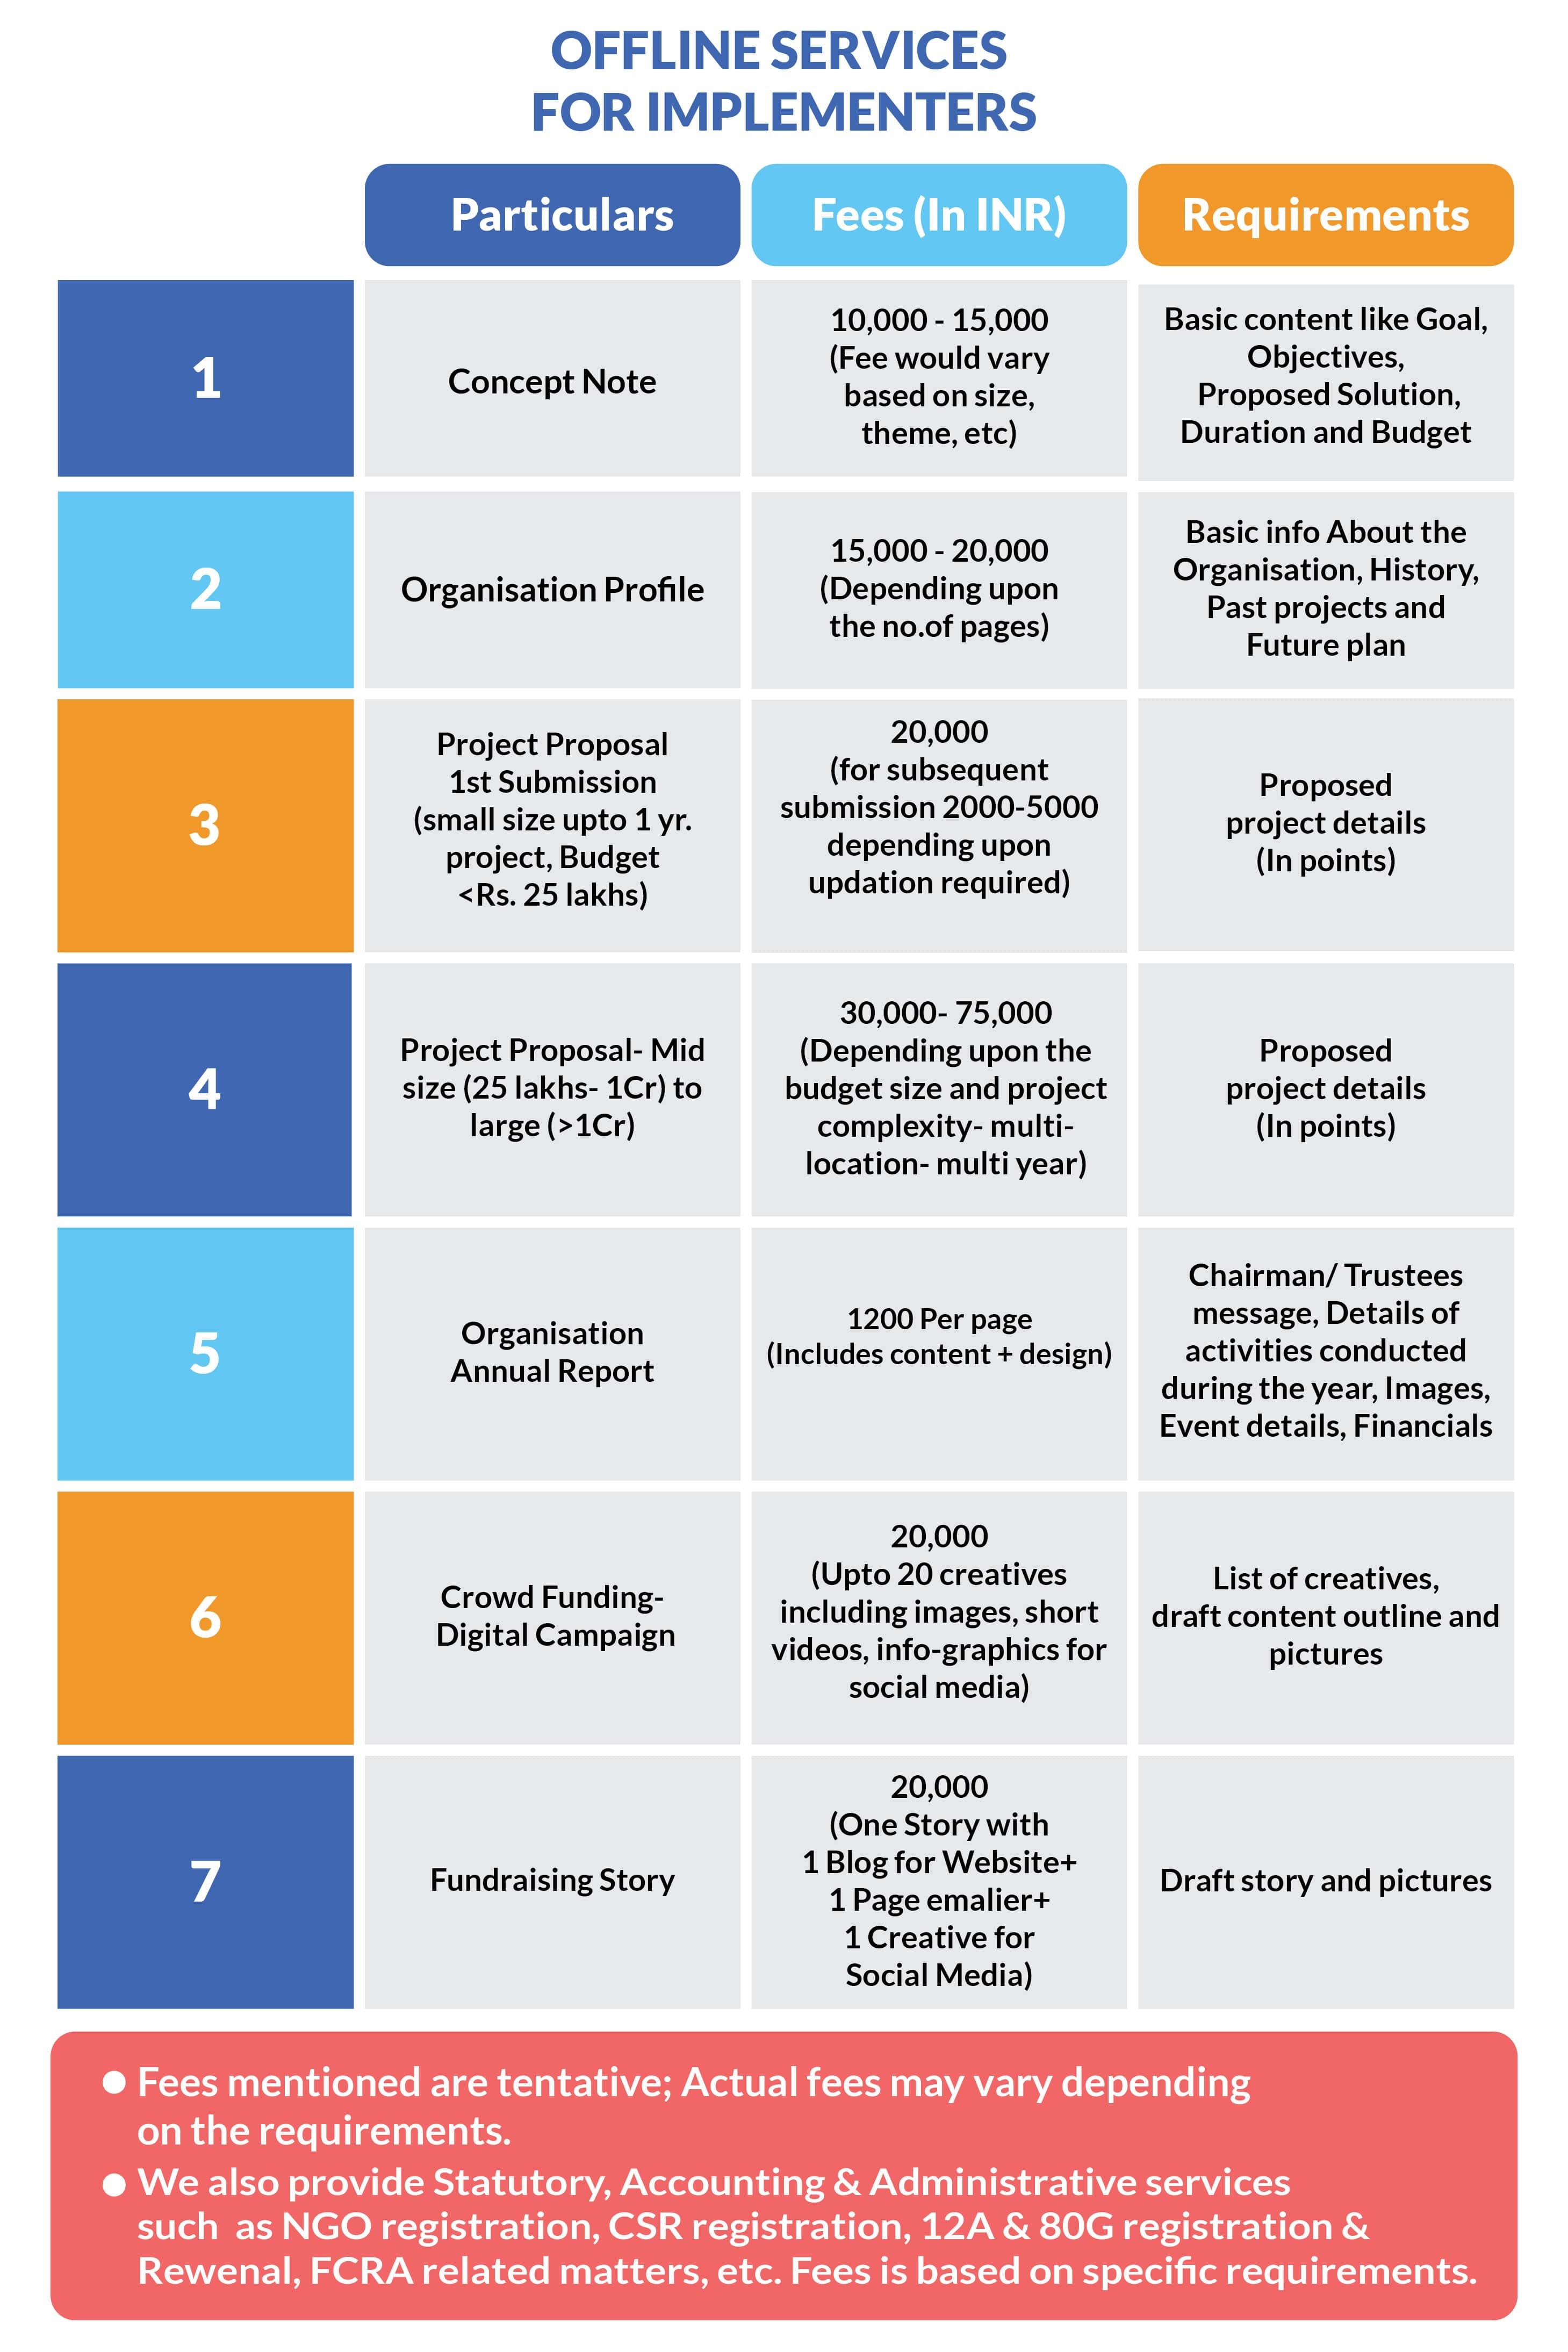 OFFLINE SERVICES
FOR IMPLEMENTERS
Particulars
Fees (In INR)
Requirements
1
Concept Note
10,000 - 15,000
(Fee would vary
based on size,
theme, etc)
Basic content like Goal,
Objectives,
Proposed Solution,
Duration and Budget
2
Organisation Profile
15,000 - 20,000
(Depending upon
the no.of pages)
Basic info About the
Organisation, History,
Past projects and
Future plan
3
Project Proposal
1st Submission
(small size upto 1 yr.
project, Budget
<Rs. 25 lakhs)
20,000
(for subsequent
submission 2000-5000
depending upon
updation required)
Proposed
project details
(In points)
4
Project Proposal- Mid
size (25 lakhs- 1Cr) to
large (>1Cr)
30,000- 75,000
(Depending upon the
budget size and project
complexity- multi-
location- multi year)
Proposed
project details
(In points)
5
Organisation
Annual Report
1200 Per page
(Includes content + design)
Chairman/ Trustees
message, Details of
activities conducted
during the year, Images,
Event details, Financials
6
Crowd Funding-
Digital Campaign
20,000
(Upto 20 creatives
including images, short
videos, info-graphics for
social media)
List of creatives,
draft content outline and
pictures
7
Fundraising Story
20,000
(One Story with
1 Blog for Website+
1 Page emalier+
1 Creative for
Social Media)
Draft story and pictures
● Fees mentioned are tentative; Actual fees may vary depending
on the requirements.
● We also provide Statutory, Accounting & Administrative services
such  as NGO registration, CSR registration, 12A & 80G registration &
Rewenal, FCRA related matters, etc. Fees is based on specific requirements.